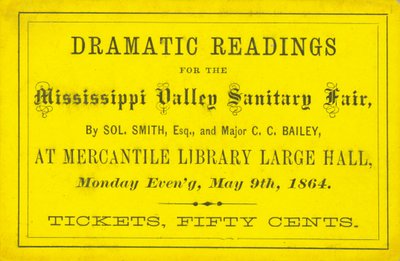 DRAMATIC READINGS
FOR THE
Mississippi Valley Sanitary Fair,
By SOL. SMITH, Esq., and Major C. C. BAILEY,
AT MERCANTILE LIBRARY LARGE HALL,
Monday Even'g, May 9th, 1864.
TICKETS, FIFTY CENTS.